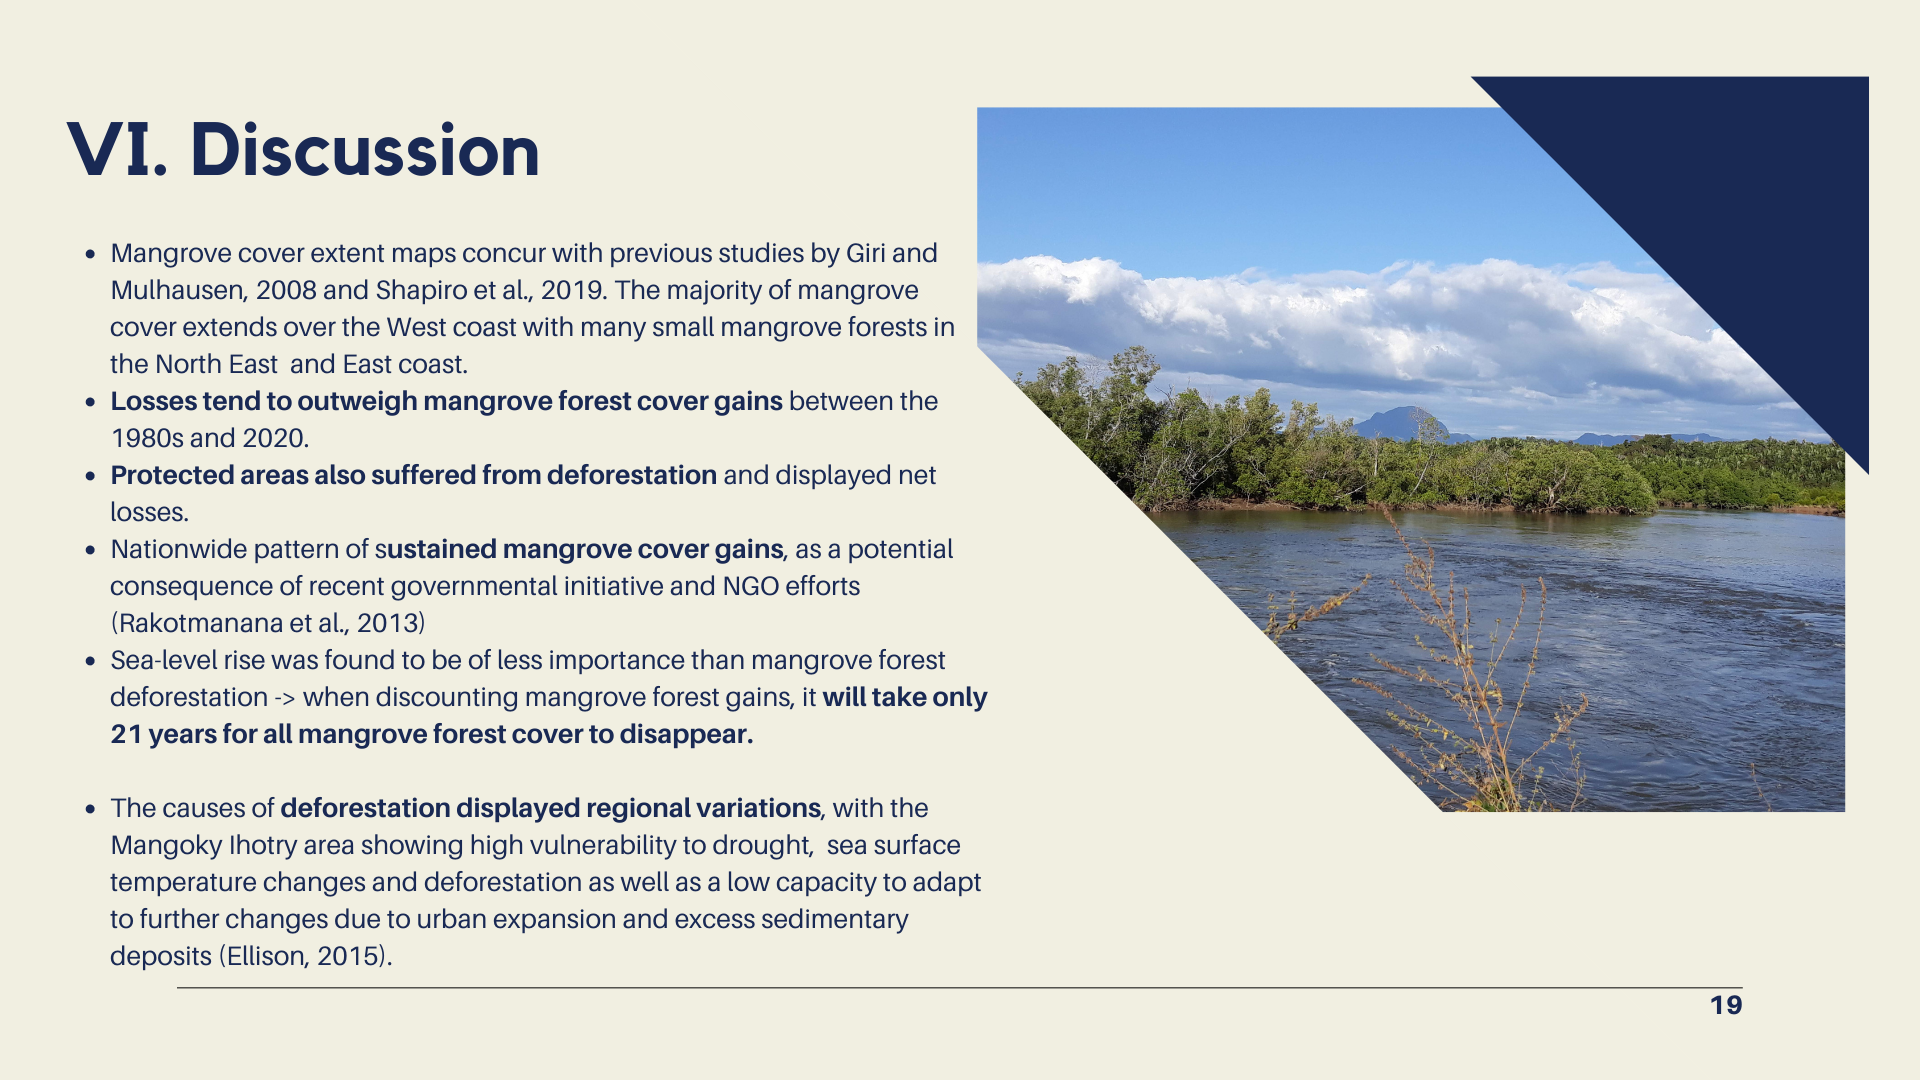 VI. Discussion
• Mangrove cover extent maps concur with previous studies by Giri and
Mulhausen, 2008 and Shapiro et al., 2019. The majority of mangrove
cover extends over the West coast with many small mangrove forests in
the North East  and East coast.
• Losses tend to outweigh mangrove forest cover gains between the
1980s and 2020.
• Protected areas also suffered from deforestation and displayed net
losses.
• Nationwide pattern of sustained mangrove cover gains, as a potential
consequence of recent governmental initiative and NGO efforts
(Rakotmanana et al., 2013)
• Sea-level rise was found to be of less importance than mangrove forest
deforestation -> when discounting mangrove forest gains, it will take only
21 years for all mangrove forest cover to disappear.
• The causes of deforestation displayed regional variations, with the
Mangoky Ihotry area showing high vulnerability to drought,  sea surface
temperature changes and deforestation as well as a low capacity to adapt
to further changes due to urban expansion and excess sedimentary
deposits (Ellison, 2015).
19